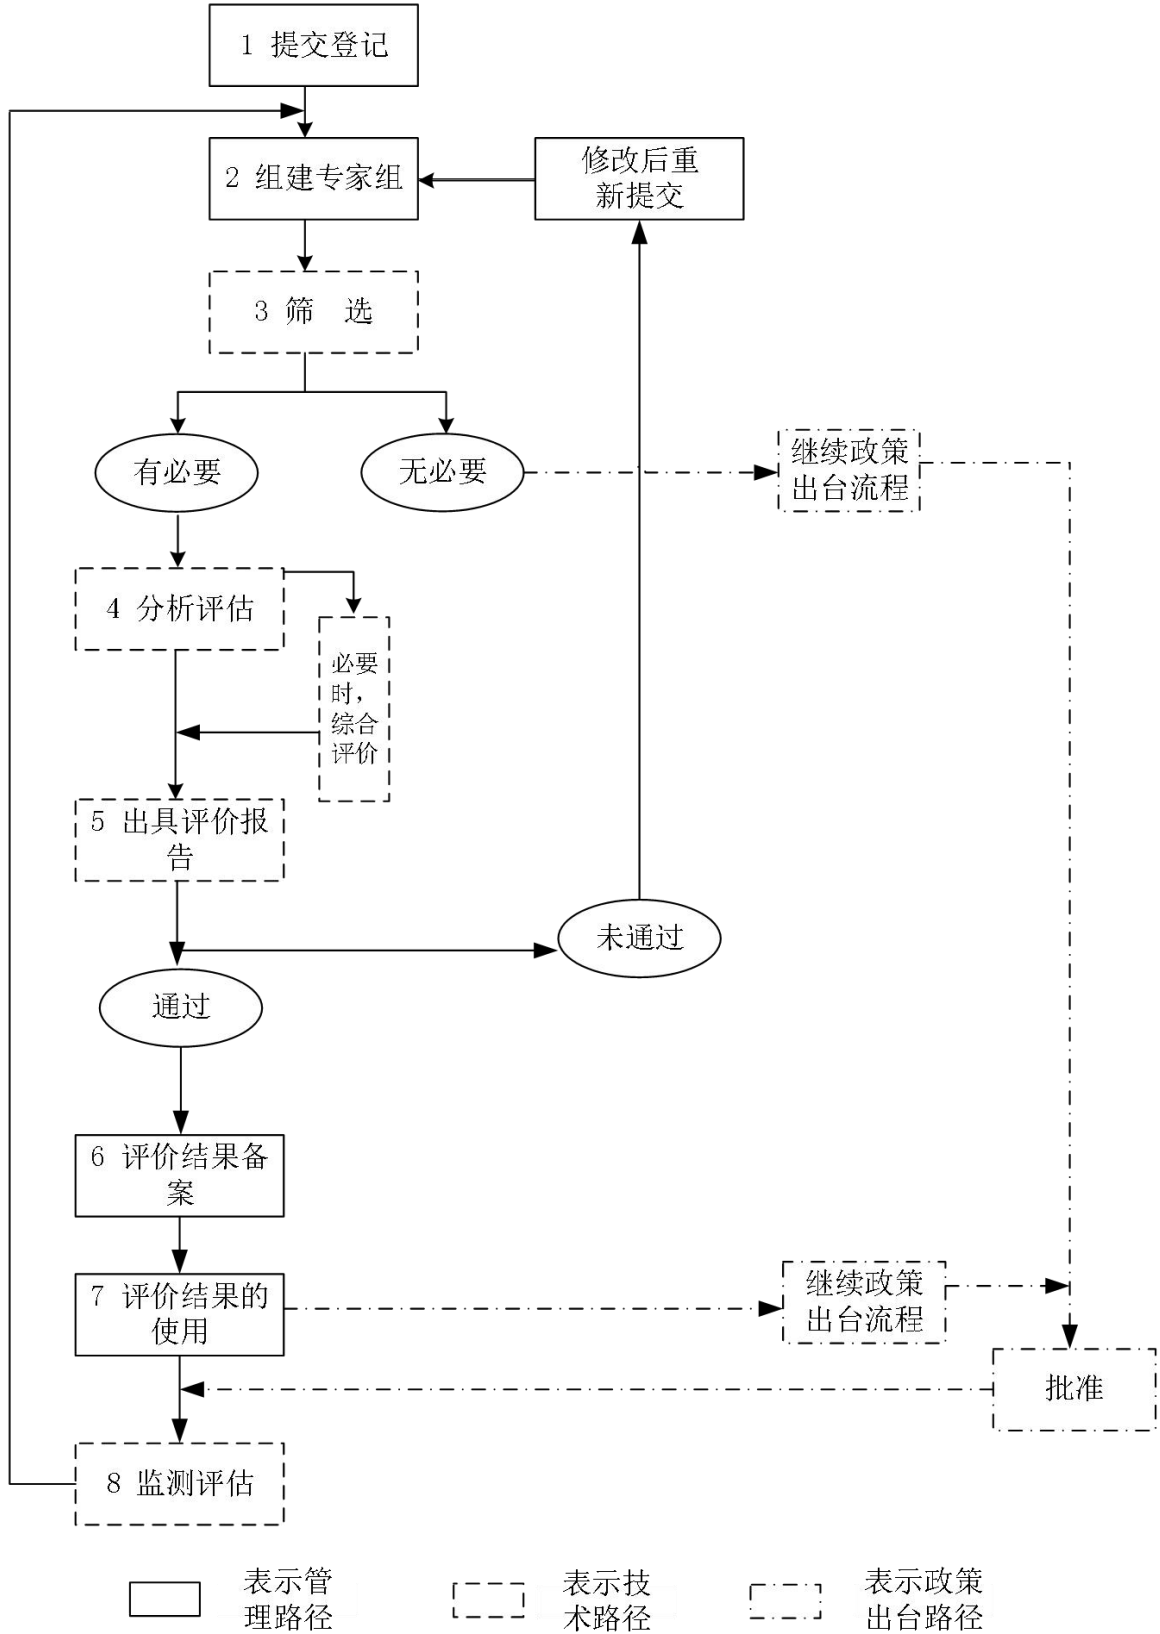 1 提交登记
2 组建专家组
修改后重
新提交
3 筛 选
有必要
无必要
继续政策
出台流程
4 分析评估
必要
时，
综合
评价
5 出具评价报
告
未通过
通过
6 评价结果备
案
7 评价结果的
使用
继续政策
出台流程
批准
8 监测评估
表示管
理路径
表示技
术路径
表示政策
出台路径